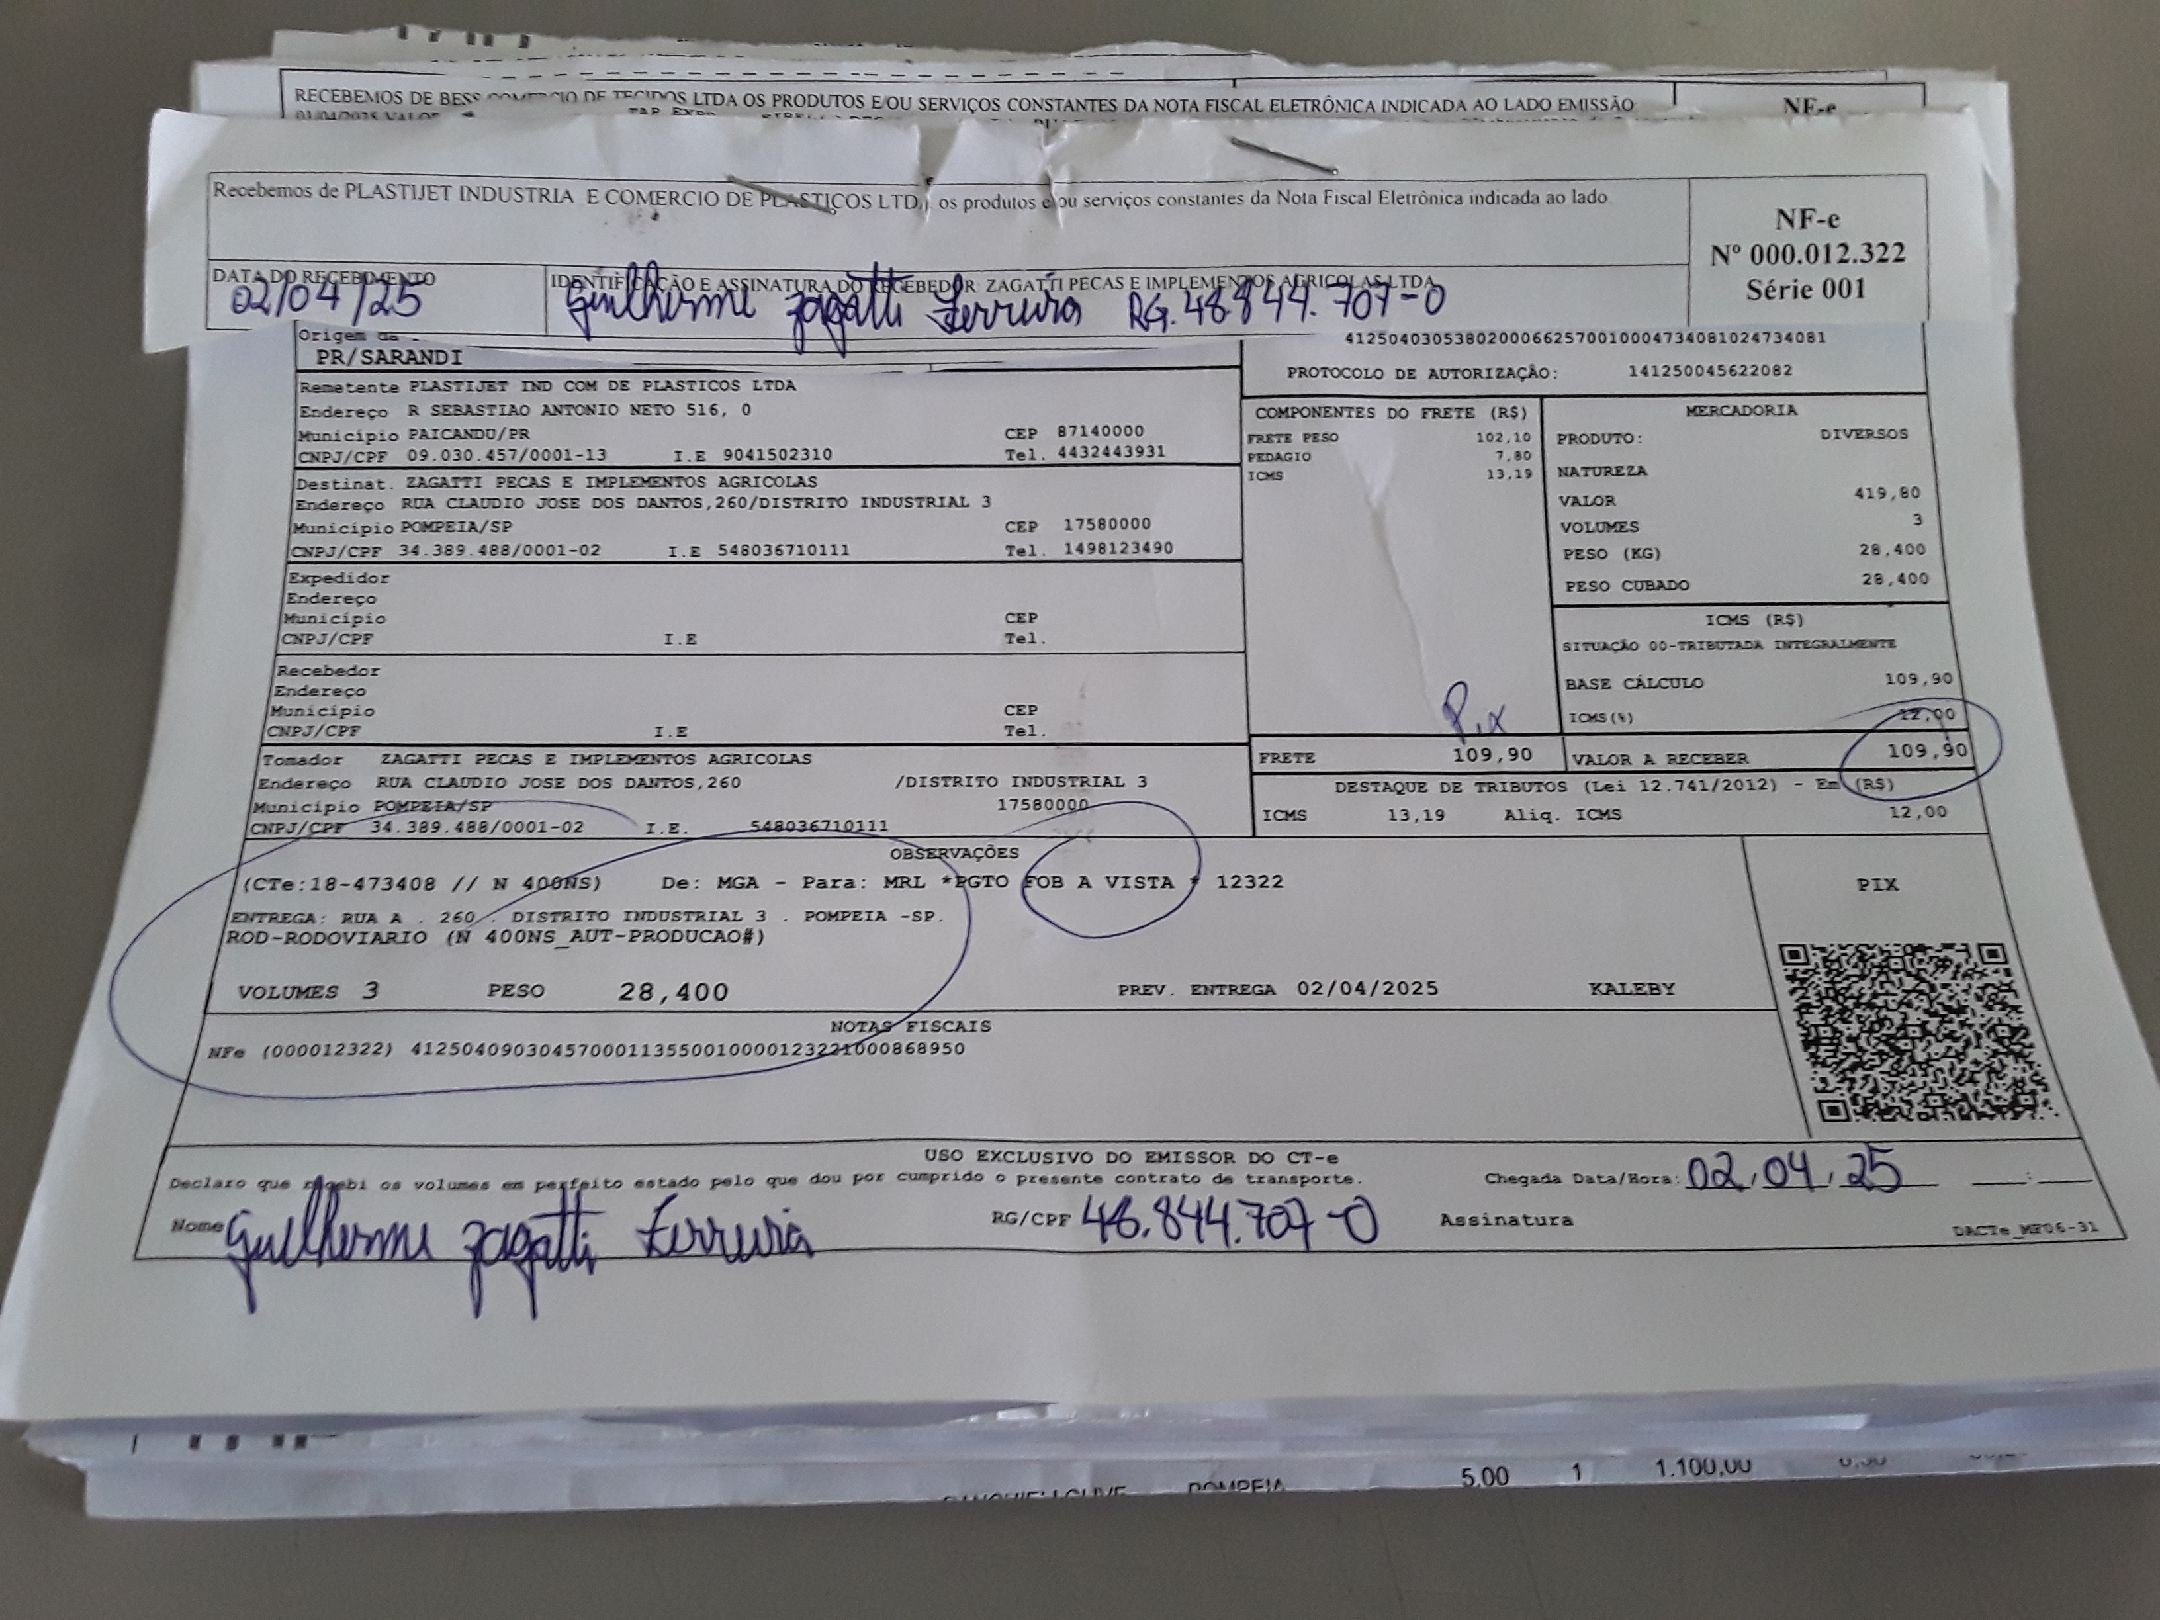 RECEBEMOS DE BESS COMERCIO DE TECIDOS LTDA OS PRODUTOS E/OU SERVIÇOS CONSTANTES DA NOTA FISCAL ELETRÔNICA INDICADA AO LADO EMISSÃO:
01/04/2025 VALOR
NF-e
Recebemos de PLASTIJET INDUSTRIA E COMERCIO DE PLASTICOS LTDA os produtos e/ou serviços constantes da Nota Fiscal Eletrônica indicada ao lado.
NF-e
Nº 000.012.322
Série 001
DATA DO RECEBIMENTO
02/04/25
IDENTIFICAÇÃO E ASSINATURA DO RECEBEDOR: ZAGATTI PECAS E IMPLEMENTOS AGRICOLAS LTDA
Guilherme Zagatti Ferreira RG. 48.844.707-0
Origem da
PR/SARANDI
41250403053802000662570010004734081024734081
PROTOCOLO DE AUTORIZAÇÃO: 141250045622082
Remetente PLASTIJET IND COM DE PLASTICOS LTDA
Endereço R SEBASTIAO ANTONIO NETO 516, 0
Município PAICANDU/PR CEP 87140000
CNPJ/CPF 09.030.457/0001-13 I.E 9041502310 Tel. 4432443931
Destinat. ZAGATTI PECAS E IMPLEMENTOS AGRICOLAS
Endereço RUA CLAUDIO JOSE DOS DANTOS,260/DISTRITO INDUSTRIAL 3
Município POMPEIA/SP CEP 17580000
CNPJ/CPF 34.389.488/0001-02 I.E 548036710111 Tel. 1498123490
Expedidor
Endereço
Município CEP
CNPJ/CPF I.E Tel.
Recebedor
Endereço
Município CEP
CNPJ/CPF I.E Tel.
Tomador ZAGATTI PECAS E IMPLEMENTOS AGRICOLAS
Endereço RUA CLAUDIO JOSE DOS DANTOS,260 /DISTRITO INDUSTRIAL 3
Município POMPEIA/SP 17580000
CNPJ/CPF 34.389.488/0001-02 I.E. 548036710111
COMPONENTES DO FRETE (R$)
FRETE PESO 102,10
PEDAGIO 7,80
ICMS 13,19
Pix
FRETE 109,90
MERCADORIA
PRODUTO: DIVERSOS
NATUREZA
VALOR 419,80
VOLUMES 3
PESO (KG) 28,400
PESO CUBADO 28,400
ICMS (R$)
SITUAÇÃO 00-TRIBUTADA INTEGRALMENTE
BASE CÁLCULO 109,90
ICMS(%) 12,00
VALOR A RECEBER 109,90
DESTAQUE DE TRIBUTOS (Lei 12.741/2012) - Em (R$)
ICMS 13,19 Aliq. ICMS 12,00
OBSERVAÇÕES
(CTe:18-473408 // N 400NS) De: MGA - Para: MRL *PGTO FOB A VISTA * 12322
ENTREGA: RUA A . 260 . DISTRITO INDUSTRIAL 3 . POMPEIA -SP.
ROD-RODOVIARIO (N 400NS_AUT-PRODUCAO#)
VOLUMES 3 PESO 28,400 PREV. ENTREGA 02/04/2025 KALEBY
PIX
NOTAS FISCAIS
NFe (000012322) 41250409030457000113550010000123221000868950
USO EXCLUSIVO DO EMISSOR DO CT-e
Declaro que recebi os volumes em perfeito estado pelo que dou por cumprido o presente contrato de transporte.
Chegada Data/Hora: 02.04.25
Nome Guilherme Zagatti Ferreira RG/CPF 48.844.707-0 Assinatura
DACTe_MF06-31
POMPEIA 5,00 1 1.100,00